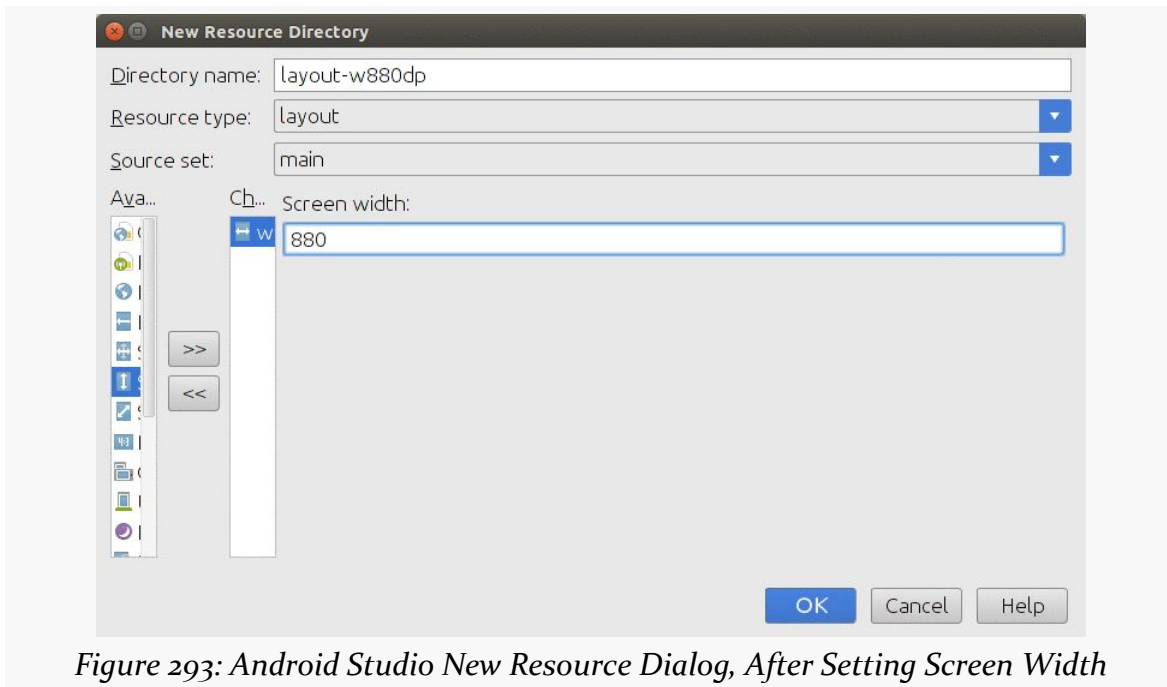 New Resource Directory
Directory name: layout-w880dp
Resource type: layout
Source set: main
Ava... Ch... Screen width:
w 880
>>
<<
OK Cancel Help
Figure 293: Android Studio New Resource Dialog, After Setting Screen Width